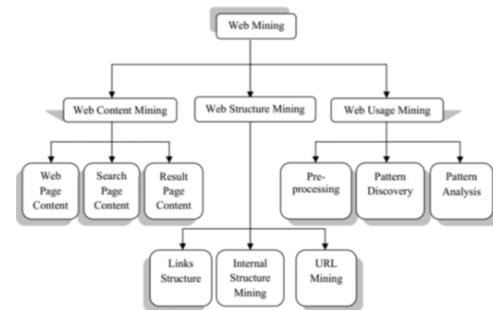 Web Mining
Web Content Mining
Web Structure Mining
Web Usage Mining
Web
Page
Content
Search
Page
Content
Result
Page
Content
Pre-
processing
Pattern
Discovery
Pattern
Analysis
Links
Structure
Internal
Structure
Mining
URL
Mining